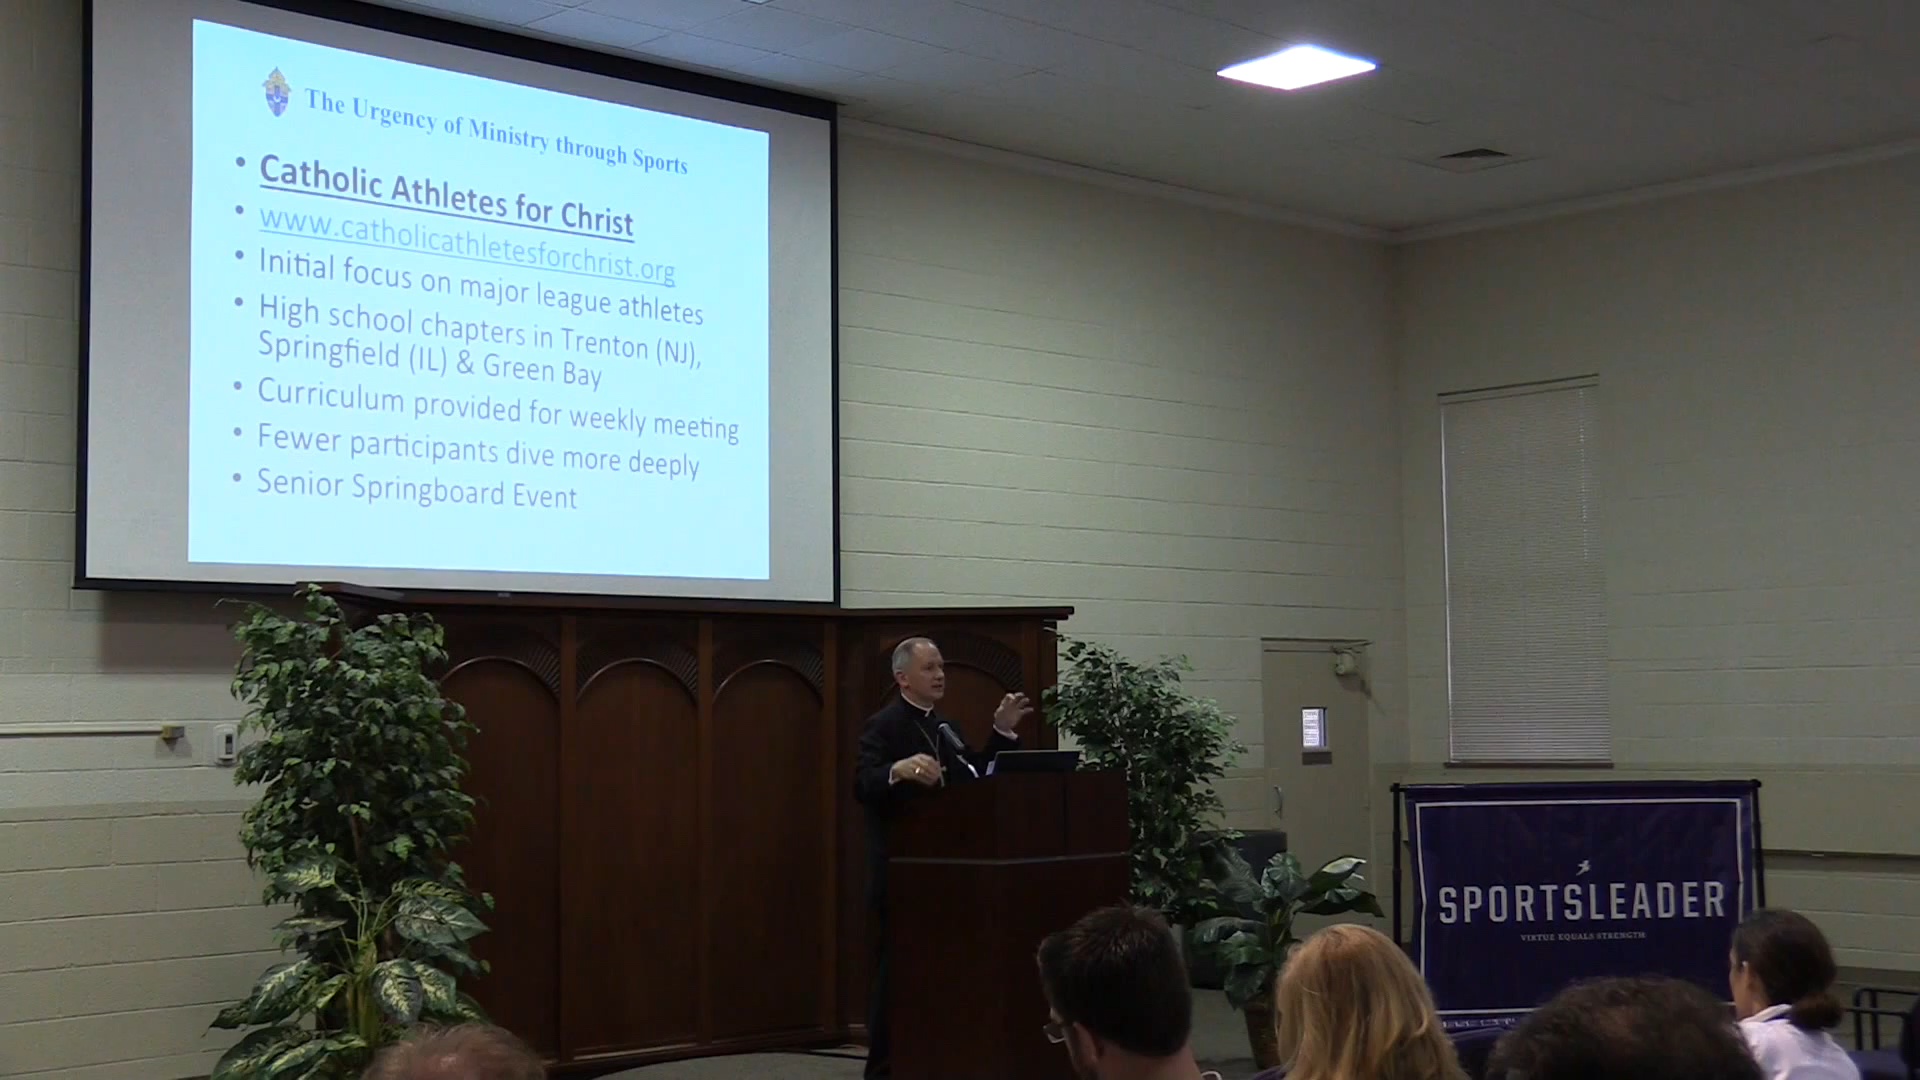 The Urgency of Ministry through Sports
• Catholic Athletes for Christ
• www.catholicathletesforchrist.org
• Initial focus on major league athletes
• High school chapters in Trenton (NJ),
Springfield (IL) & Green Bay
• Curriculum provided for weekly meeting
• Fewer participants dive more deeply
• Senior Springboard Event
SPORTSLEADER
VIRTUE EQUALS STRENGTH